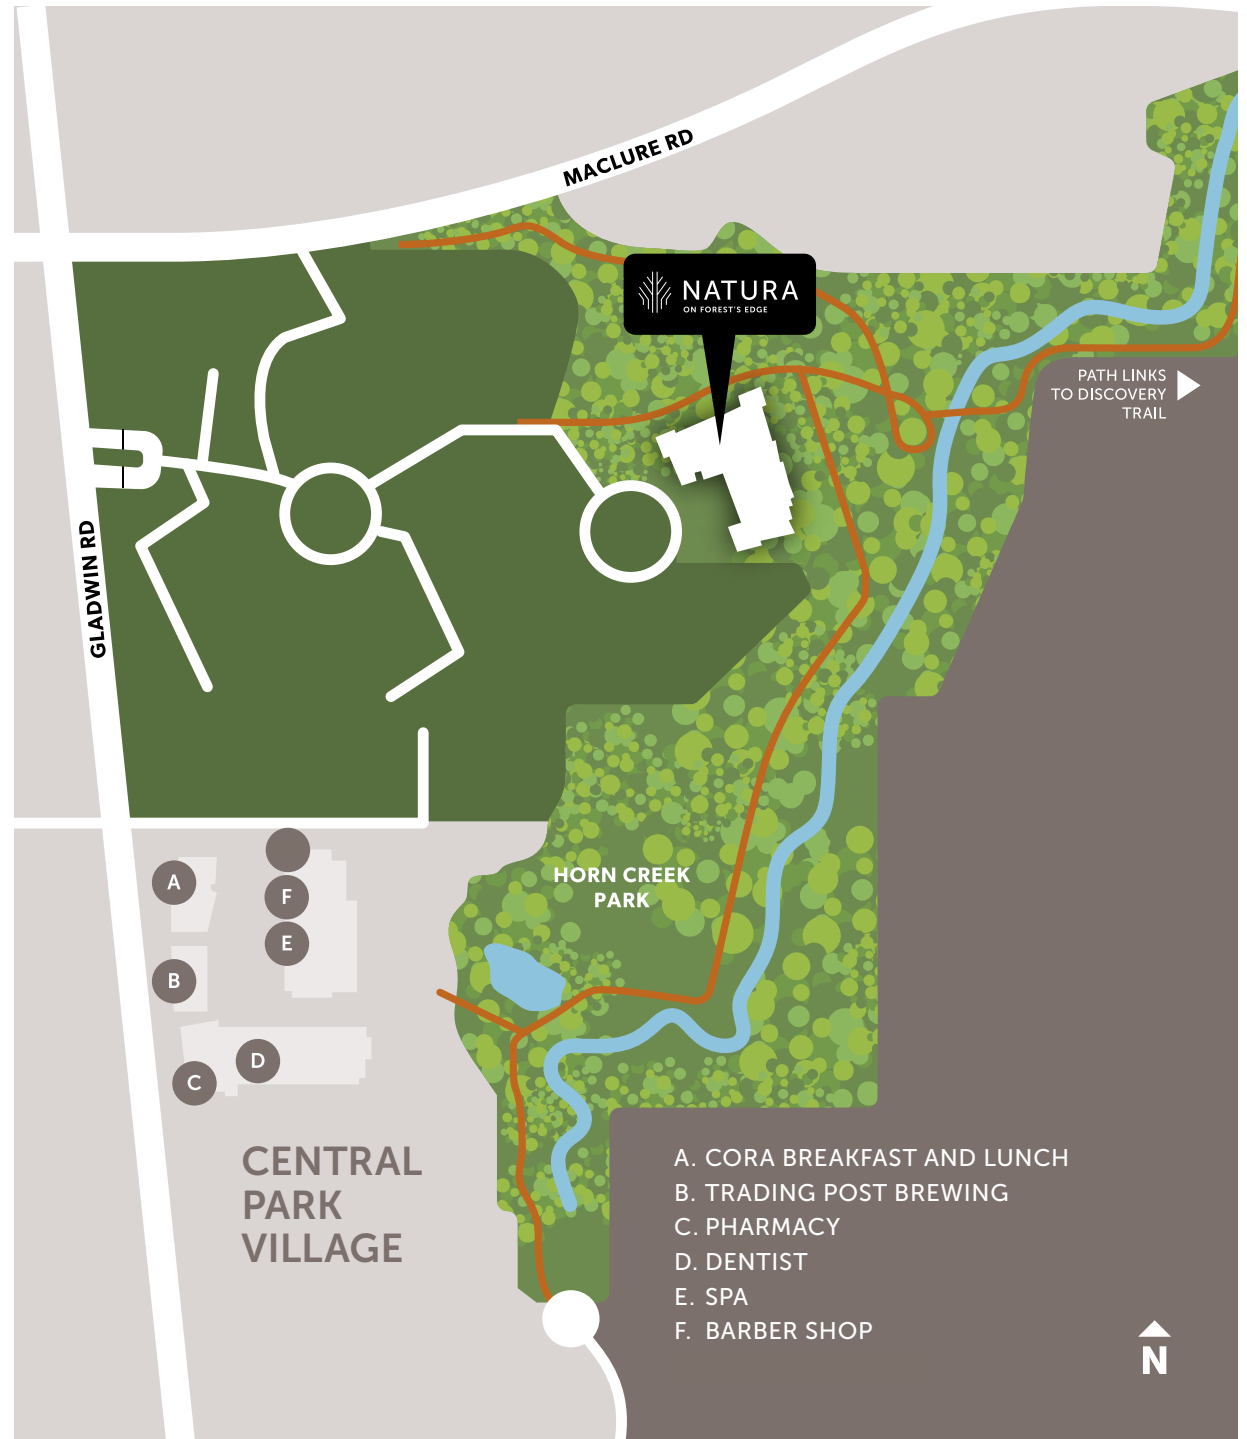 MACLURE RD
NATURA
ON FOREST'S EDGE
PATH LINKS
TO DISCOVERY
TRAIL
GLADWIN RD
HORN CREEK
PARK
A
F
E
B
D
C
CENTRAL
PARK
VILLAGE
A. CORA BREAKFAST AND LUNCH
B. TRADING POST BREWING
C. PHARMACY
D. DENTIST
E. SPA
F. BARBER SHOP
N